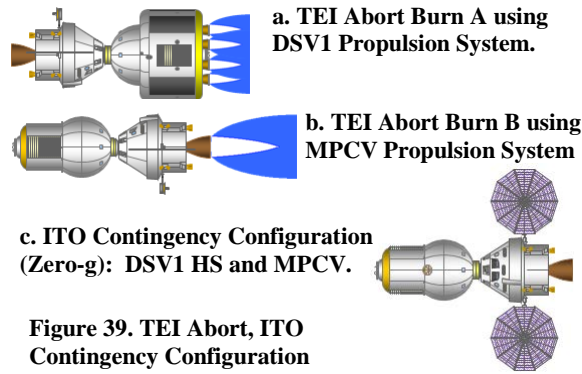 a. TEI Abort Burn A using
DSV1 Propulsion System.
b. TEI Abort Burn B using
MPCV Propulsion System
c. ITO Contingency Configuration
(Zero-g): DSV1 HS and MPCV.
Figure 39. TEI Abort, ITO
Contingency Configuration